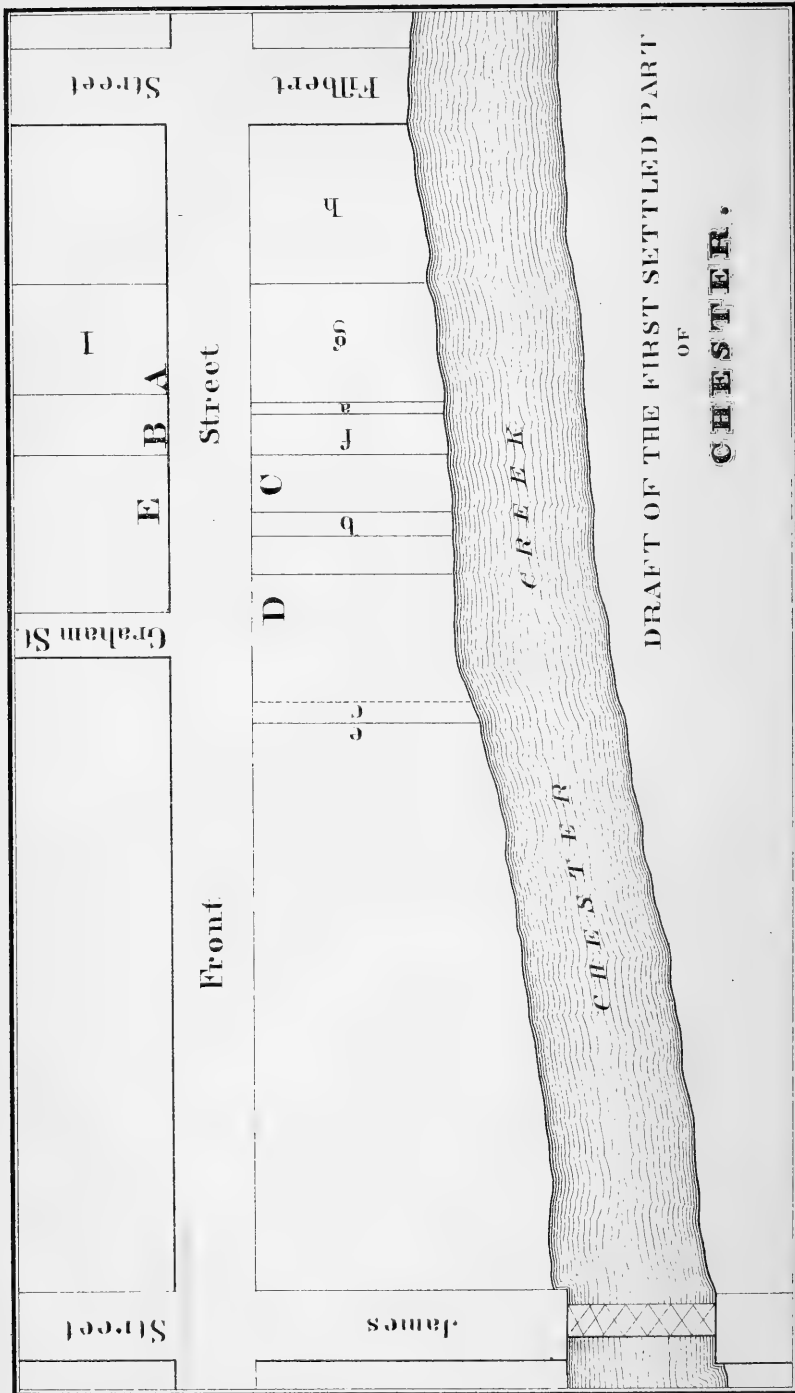 DRAFT OF THE FIRST SETTLED PART
OF
CHESTER.
Filbert Street
Front Street
James Street
Graham St.
CHESTER CREEK
A
B
E
C
D
h
g
a
f
b
c
e